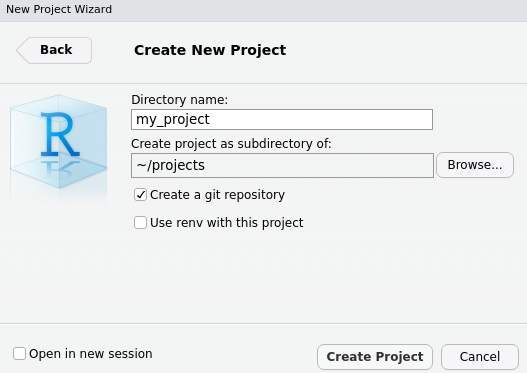 New Project Wizard
Back
Create New Project
R
Directory name:
my_project
Create project as subdirectory of:
~/projects
Browse...
Create a git repository
Use renv with this project
Open in new session
Create Project
Cancel